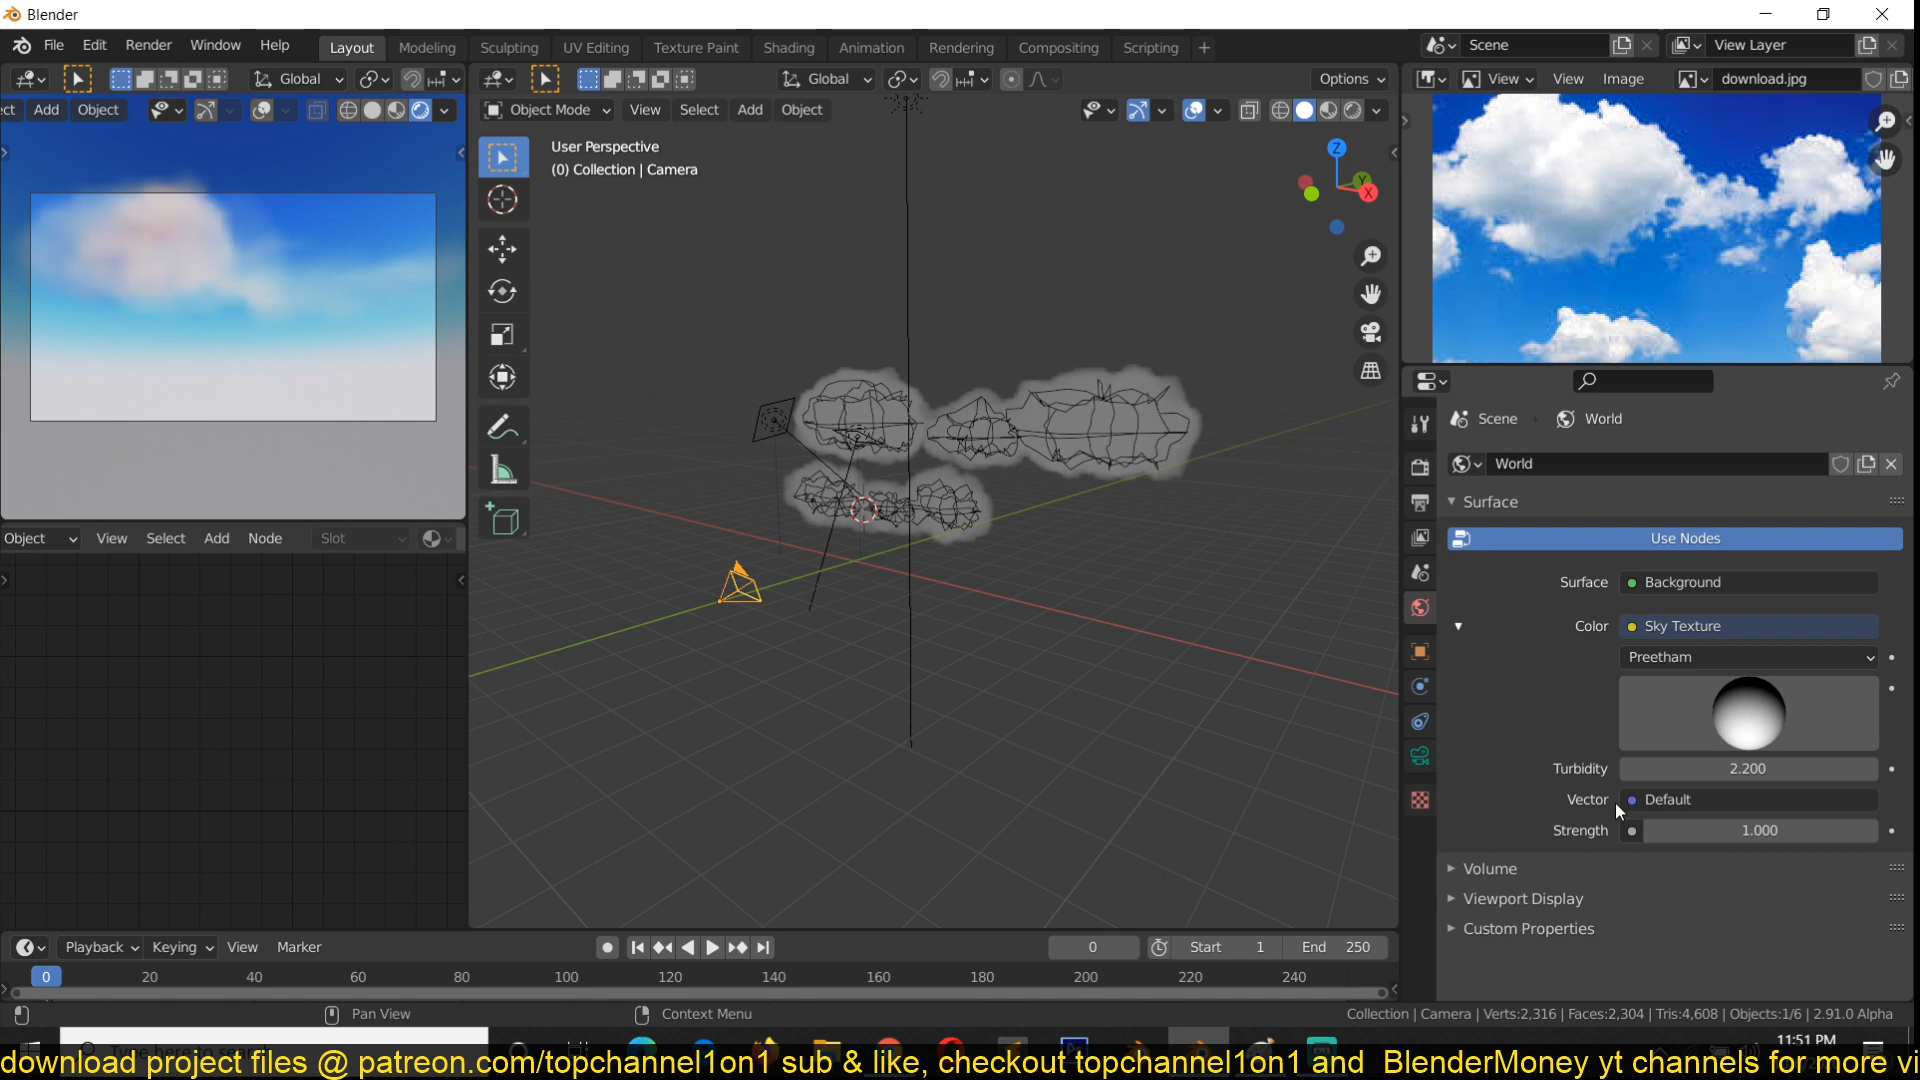 Blender
File Edit Render Window Help Layout Modeling Sculpting UV Editing Texture Paint Shading Animation Rendering Compositing Scripting + Scene View Layer
Global Global Options View View Image download.jpg
ect Add Object Object Mode View Select Add Object
User Perspective
(0) Collection | Camera
Z
Y
X
Scene World
World
Surface
Use Nodes
Surface Background
Color Sky Texture
Preetham
Turbidity 2.200
Vector Default
Strength 1.000
Volume
Viewport Display
Custom Properties
Object View Select Add Node Slot
Playback Keying View Marker 0 Start 1 End 250
0 20 40 60 80 100 120 140 160 180 200 220 240
Pan View Context Menu Collection | Camera | Verts:2,316 | Faces:2,304 | Tris:4,608 | Objects:1/6 | 2.91.0 Alpha
11:51 PM
download project files @ patreon.com/topchannel1on1 sub & like, checkout topchannel1on1 and BlenderMoney yt channels for more vi